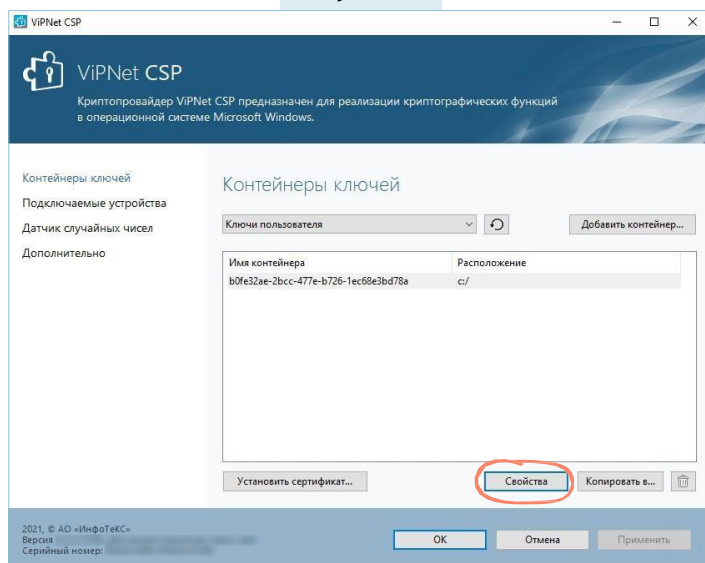 ViPNet CSP
ViPNet CSP
Криптопровайдер ViPNet CSP предназначен для реализации криптографических функций
в операционной системе Microsoft Windows.
Контейнеры ключей
Подключаемые устройства
Датчик случайных чисел
Дополнительно
Контейнеры ключей
Ключи пользователя
Добавить контейнер...
Имя контейнера Расположение
b0fe32ae-2bcc-477e-b726-1ec68e3bd78a c:/
Установить сертификат... Свойства Копировать в...
2021, © АО «ИнфоТеКС»
Версия
Серийный номер:
ОК Отмена Применить